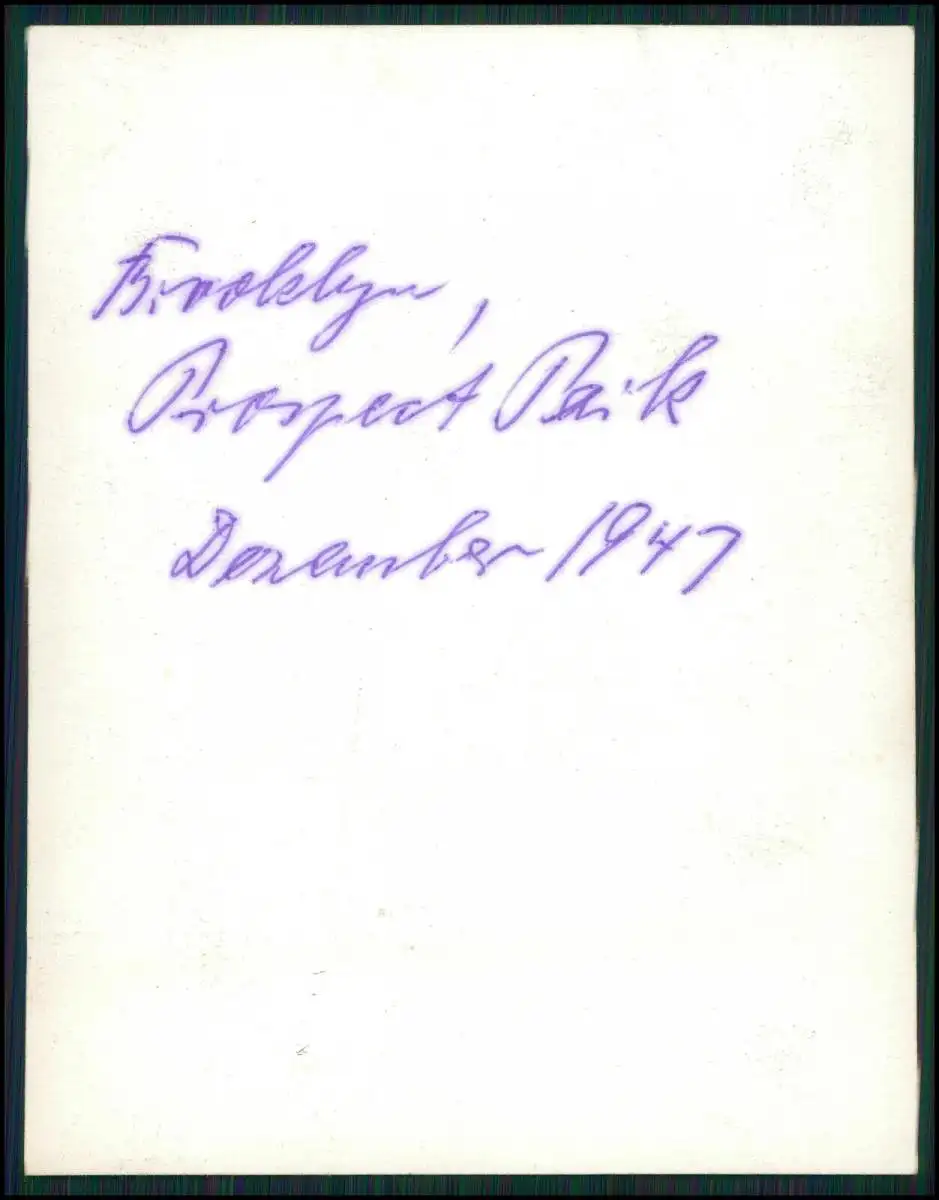 Brooklyn,
Prospect Park
Dezember 1947